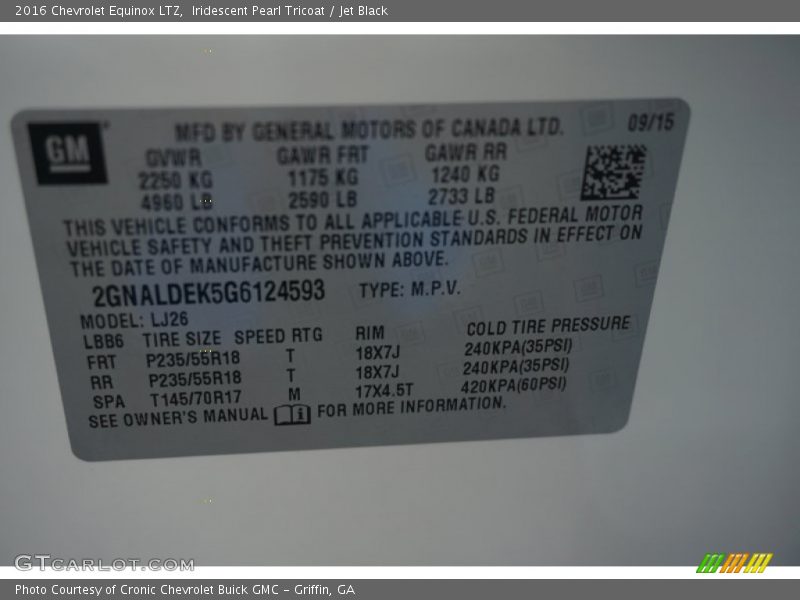 2016 Chevrolet Equinox LTZ,  Iridescent Pearl Tricoat / Jet Black
GM
MFD BY GENERAL MOTORS OF CANADA LTD. 09/15
GVWR GAWR FRT GAWR RR
2250 KG 1175 KG 1240 KG
4960 LB 2590 LB 2733 LB
THIS VEHICLE CONFORMS TO ALL APPLICABLE U.S. FEDERAL MOTOR
VEHICLE SAFETY AND THEFT PREVENTION STANDARDS IN EFFECT ON
THE DATE OF MANUFACTURE SHOWN ABOVE.
2GNALDEK5G6124593 TYPE: M.P.V.
MODEL: LJ26
LBB6 TIRE SIZE SPEED RTG RIM COLD TIRE PRESSURE
FRT P235/55R18 T 18X7J 240KPA(35PSI)
RR P235/55R18 T 18X7J 240KPA(35PSI)
SPA T145/70R17 M 17X4.5T 420KPA(60PSI)
SEE OWNER'S MANUAL FOR MORE INFORMATION.
GTCARLOT.COM
Photo Courtesy of Cronic Chevrolet Buick GMC - Griffin, GA